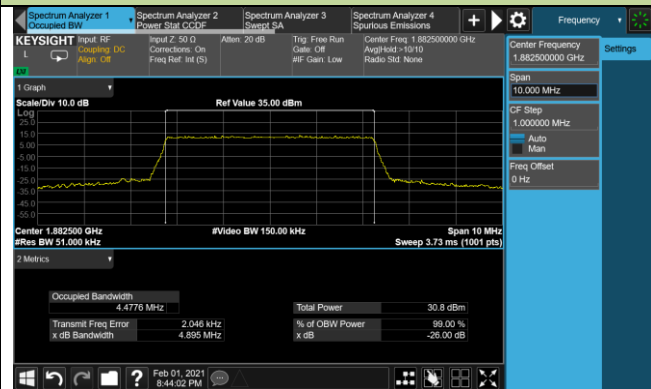 Spectrum Analyzer 1
Occupied BW
Spectrum Analyzer 2
Power Stat CCDF
Spectrum Analyzer 3
Swept SA
Spectrum Analyzer 4
Spurious Emissions
Frequency
KEYSIGHT
L
Input: RF
Coupling: DC
Align: Off
Input Z: 50 Ω
Corrections: On
Freq Ref: Int (S)
Atten: 20 dB
Trig: Free Run
Gate: Off
#IF Gain: Low
Center Freq: 1.882500000 GHz
Avg|Hold:>10/10
Radio Std: None
Center Frequency
1.882500000 GHz
Settings
Span
10.000 MHz
CF Step
1.000000 MHz
Auto
Man
Freq Offset
0 Hz
1 Graph
Scale/Div 10.0 dB
Ref Value 35.00 dBm
Log
25.0
15.0
5.00
-5.00
-15.0
-25.0
-35.0
-45.0
-55.0
Center 1.882500 GHz
#Video BW 150.00 kHz
Span 10 MHz
#Res BW 51.000 kHz
Sweep 3.73 ms (1001 pts)
2 Metrics
Occupied Bandwidth
4.4776 MHz
Total Power
30.8 dBm
Transmit Freq Error
2.046 kHz
% of OBW Power
99.00 %
x dB Bandwidth
4.895 MHz
x dB
-26.00 dB
?
Feb 01, 2021
8:44:02 PM